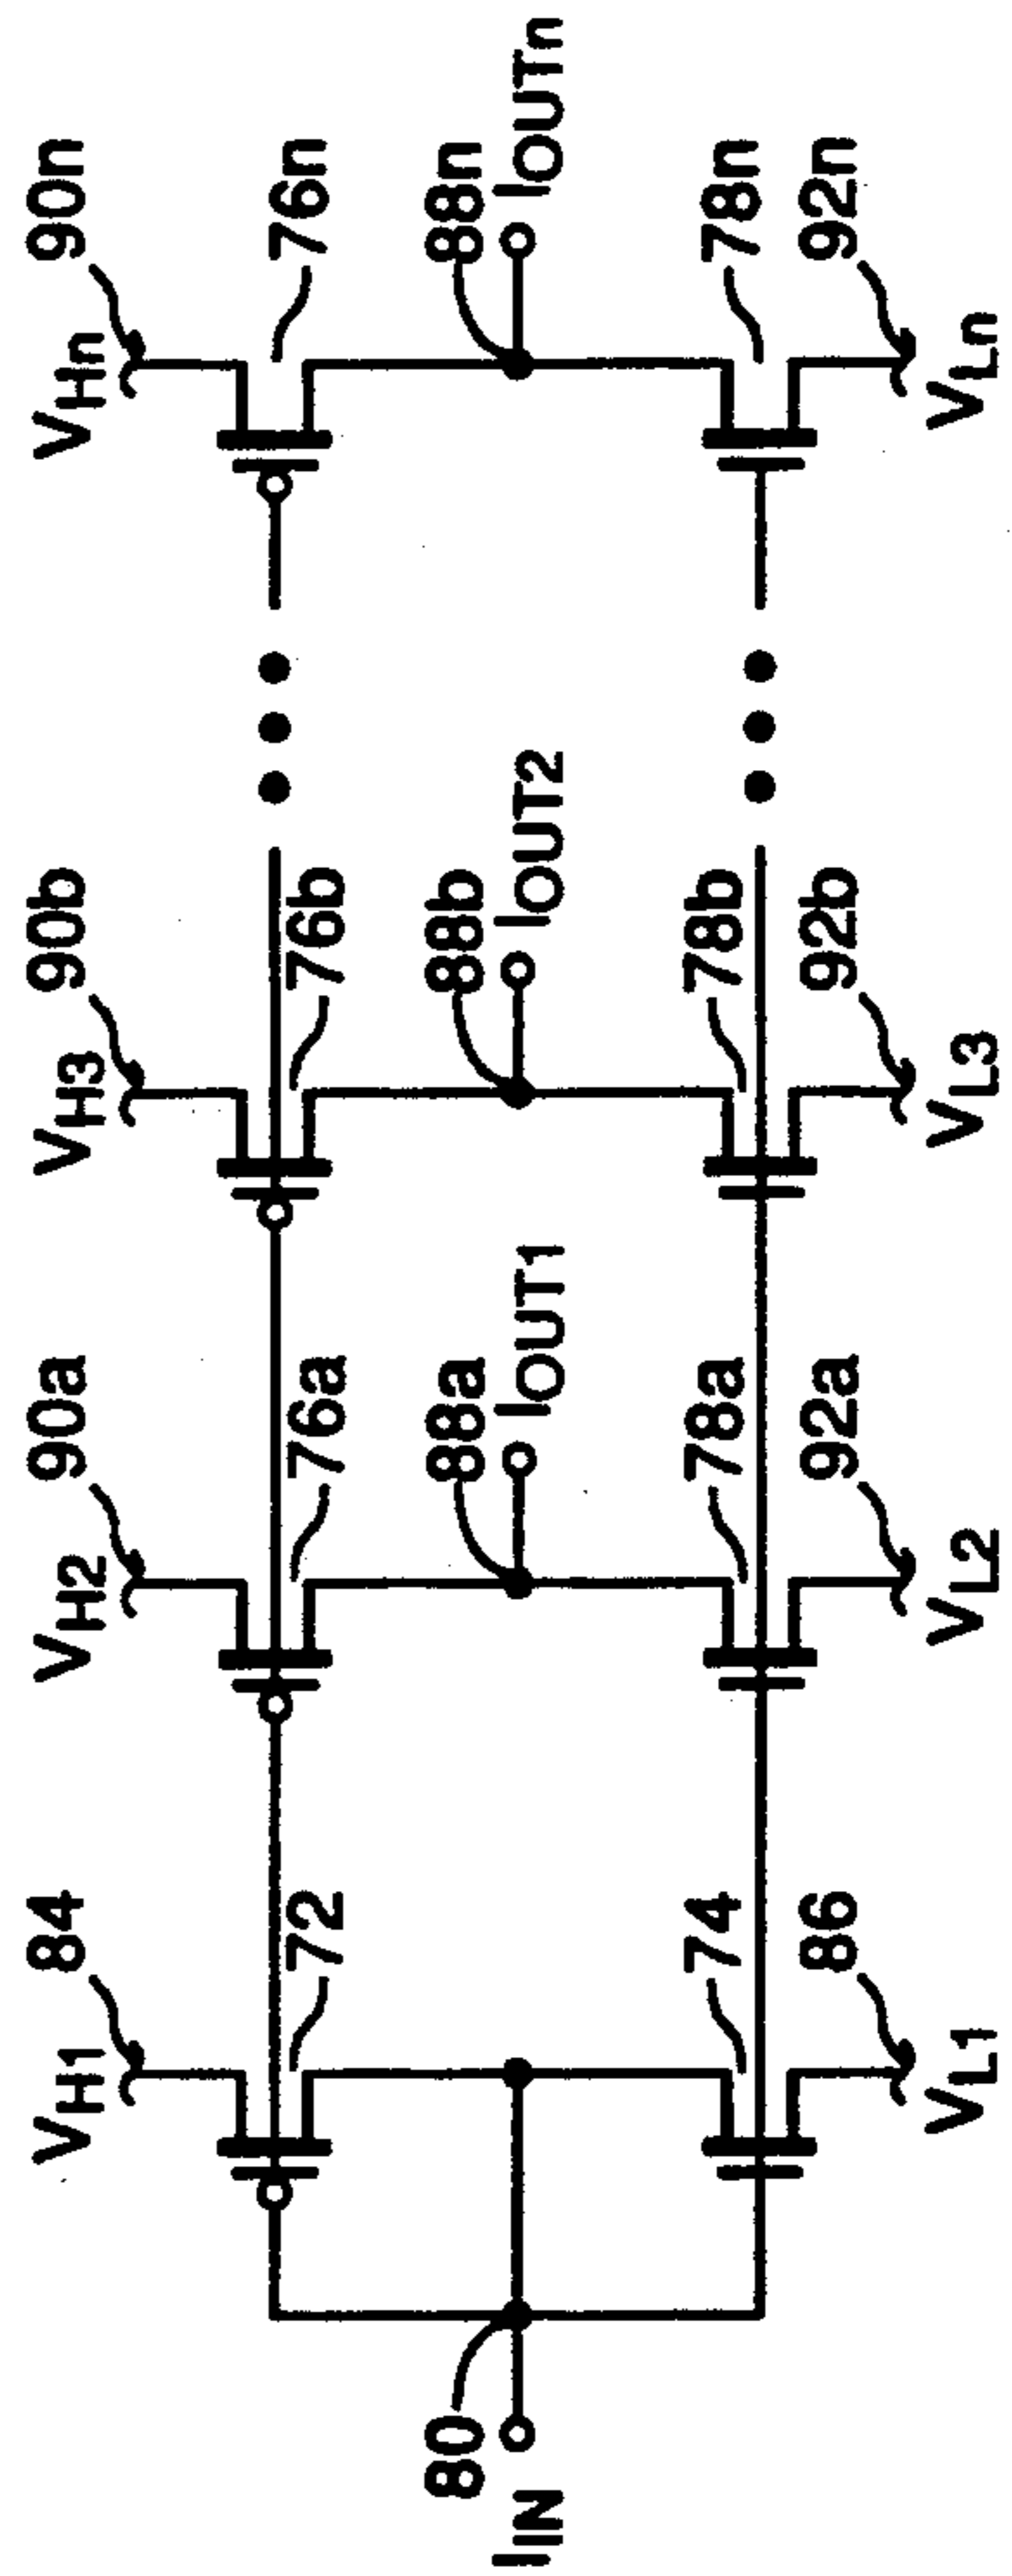 VH1 84 VH2 90a VH3 90b VHn 90n
72 76a 76b 76n
80 88a 88b 88n
IIN IOUT1 IOUT2 IOUTn
74 78a 78b 78n
86 92a 92b 92n
VL1 VL2 VL3 VLn